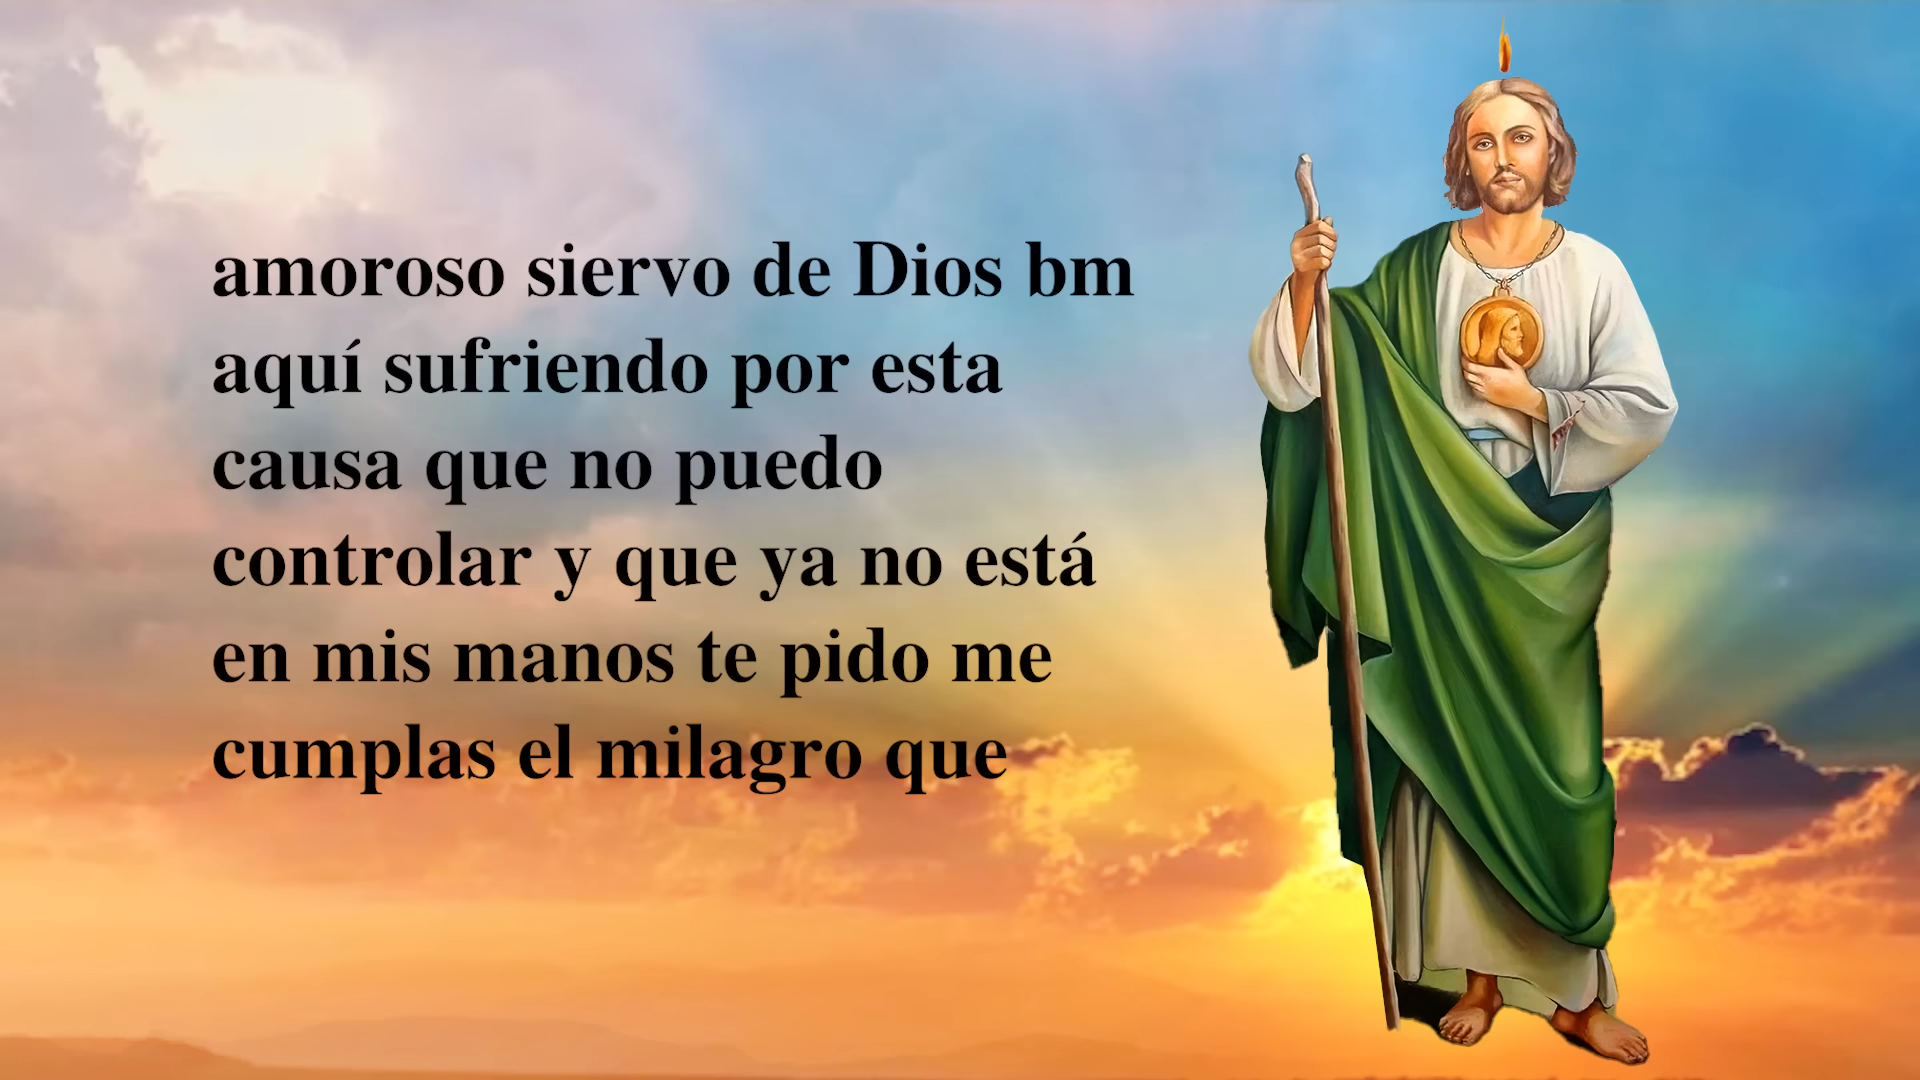 amoroso siervo de Dios bm
aquí sufriendo por esta
causa que no puedo
controlar y que ya no está
en mis manos te pido me
cumplas el milagro que